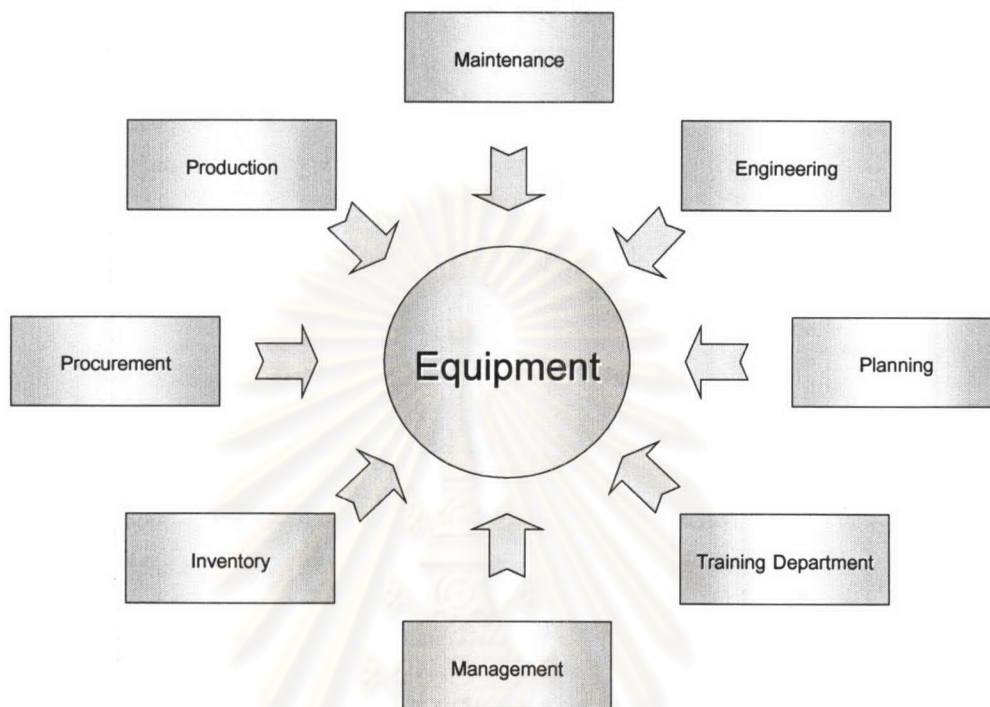 Maintenance
Production
Engineering
Procurement
Equipment
Planning
Inventory
Training Department
Management